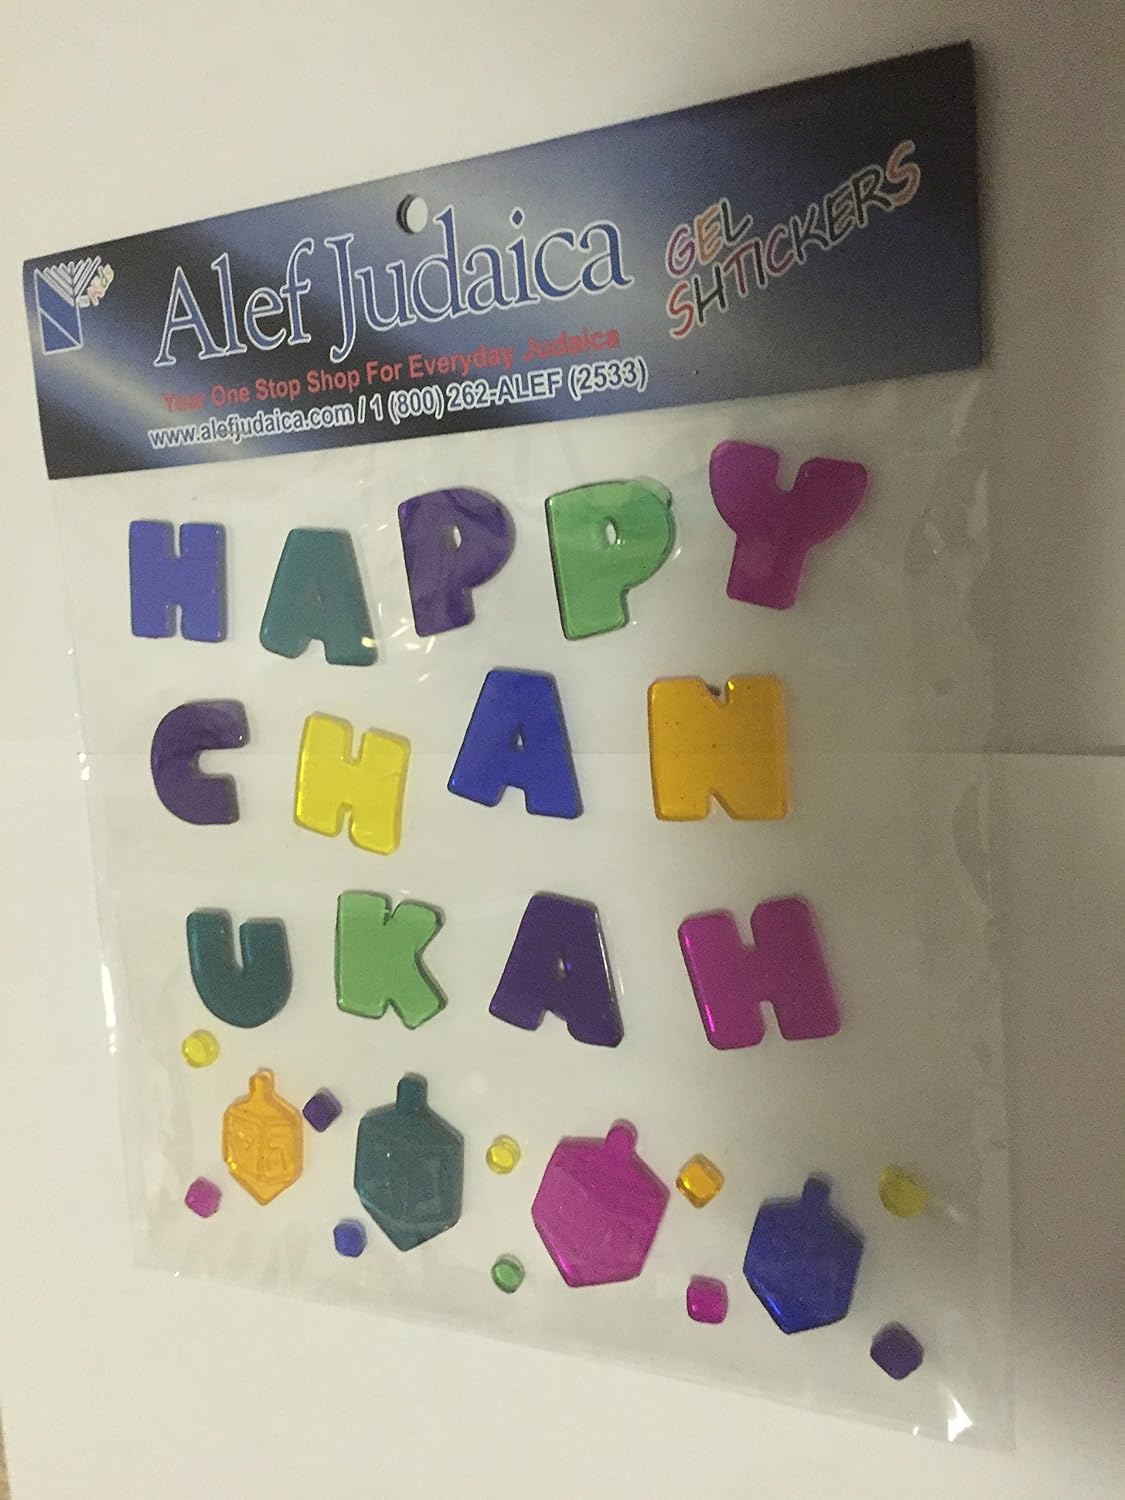 Kids
Alef Judaica
GEL
SHTICKERS
Your One Stop Shop For Everyday Judaica
www.alefjudaica.com / 1 (800) 262-ALEF (2533)
HAPPY
CHAN
UKAH